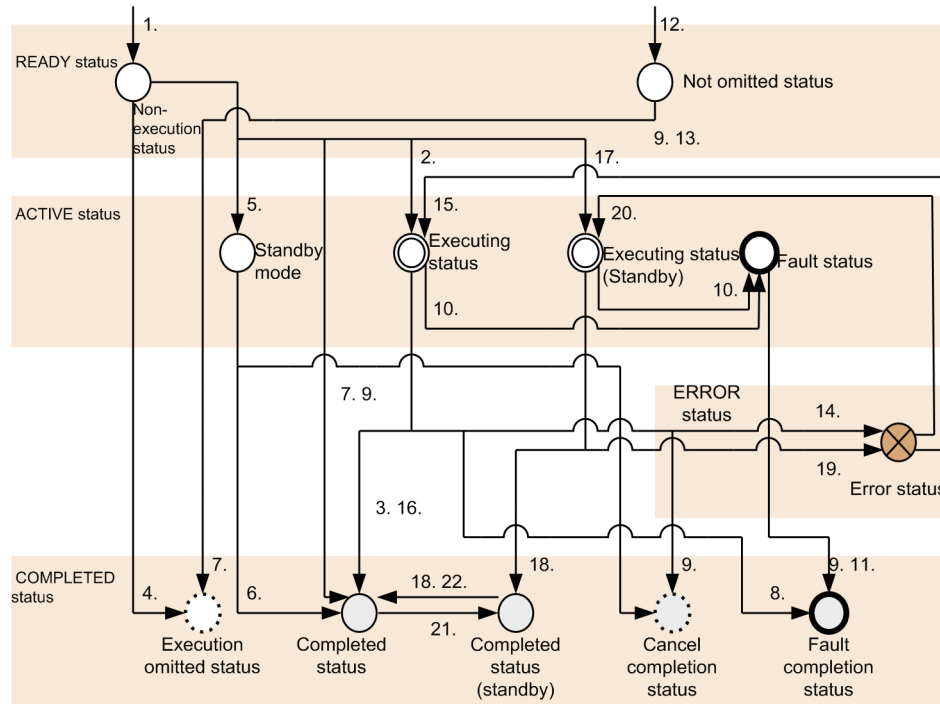 1.
12.
READY status
Not omitted status
Non-
execution
status
9. 13.
2.
17.
ACTIVE status
5.
15.
20.
Standby
mode
Executing
status
Executing status
(Standby)
Fault status
10.
10.
7. 9.
ERROR
status
14.
19.
Error status
3. 16.
COMPLETED
status
7.
18.
9.
9. 11.
4.
6.
18. 22.
8.
21.
Execution
omitted status
Completed
status
Completed
status
(standby)
Cancel
completion
status
Fault
completion
status